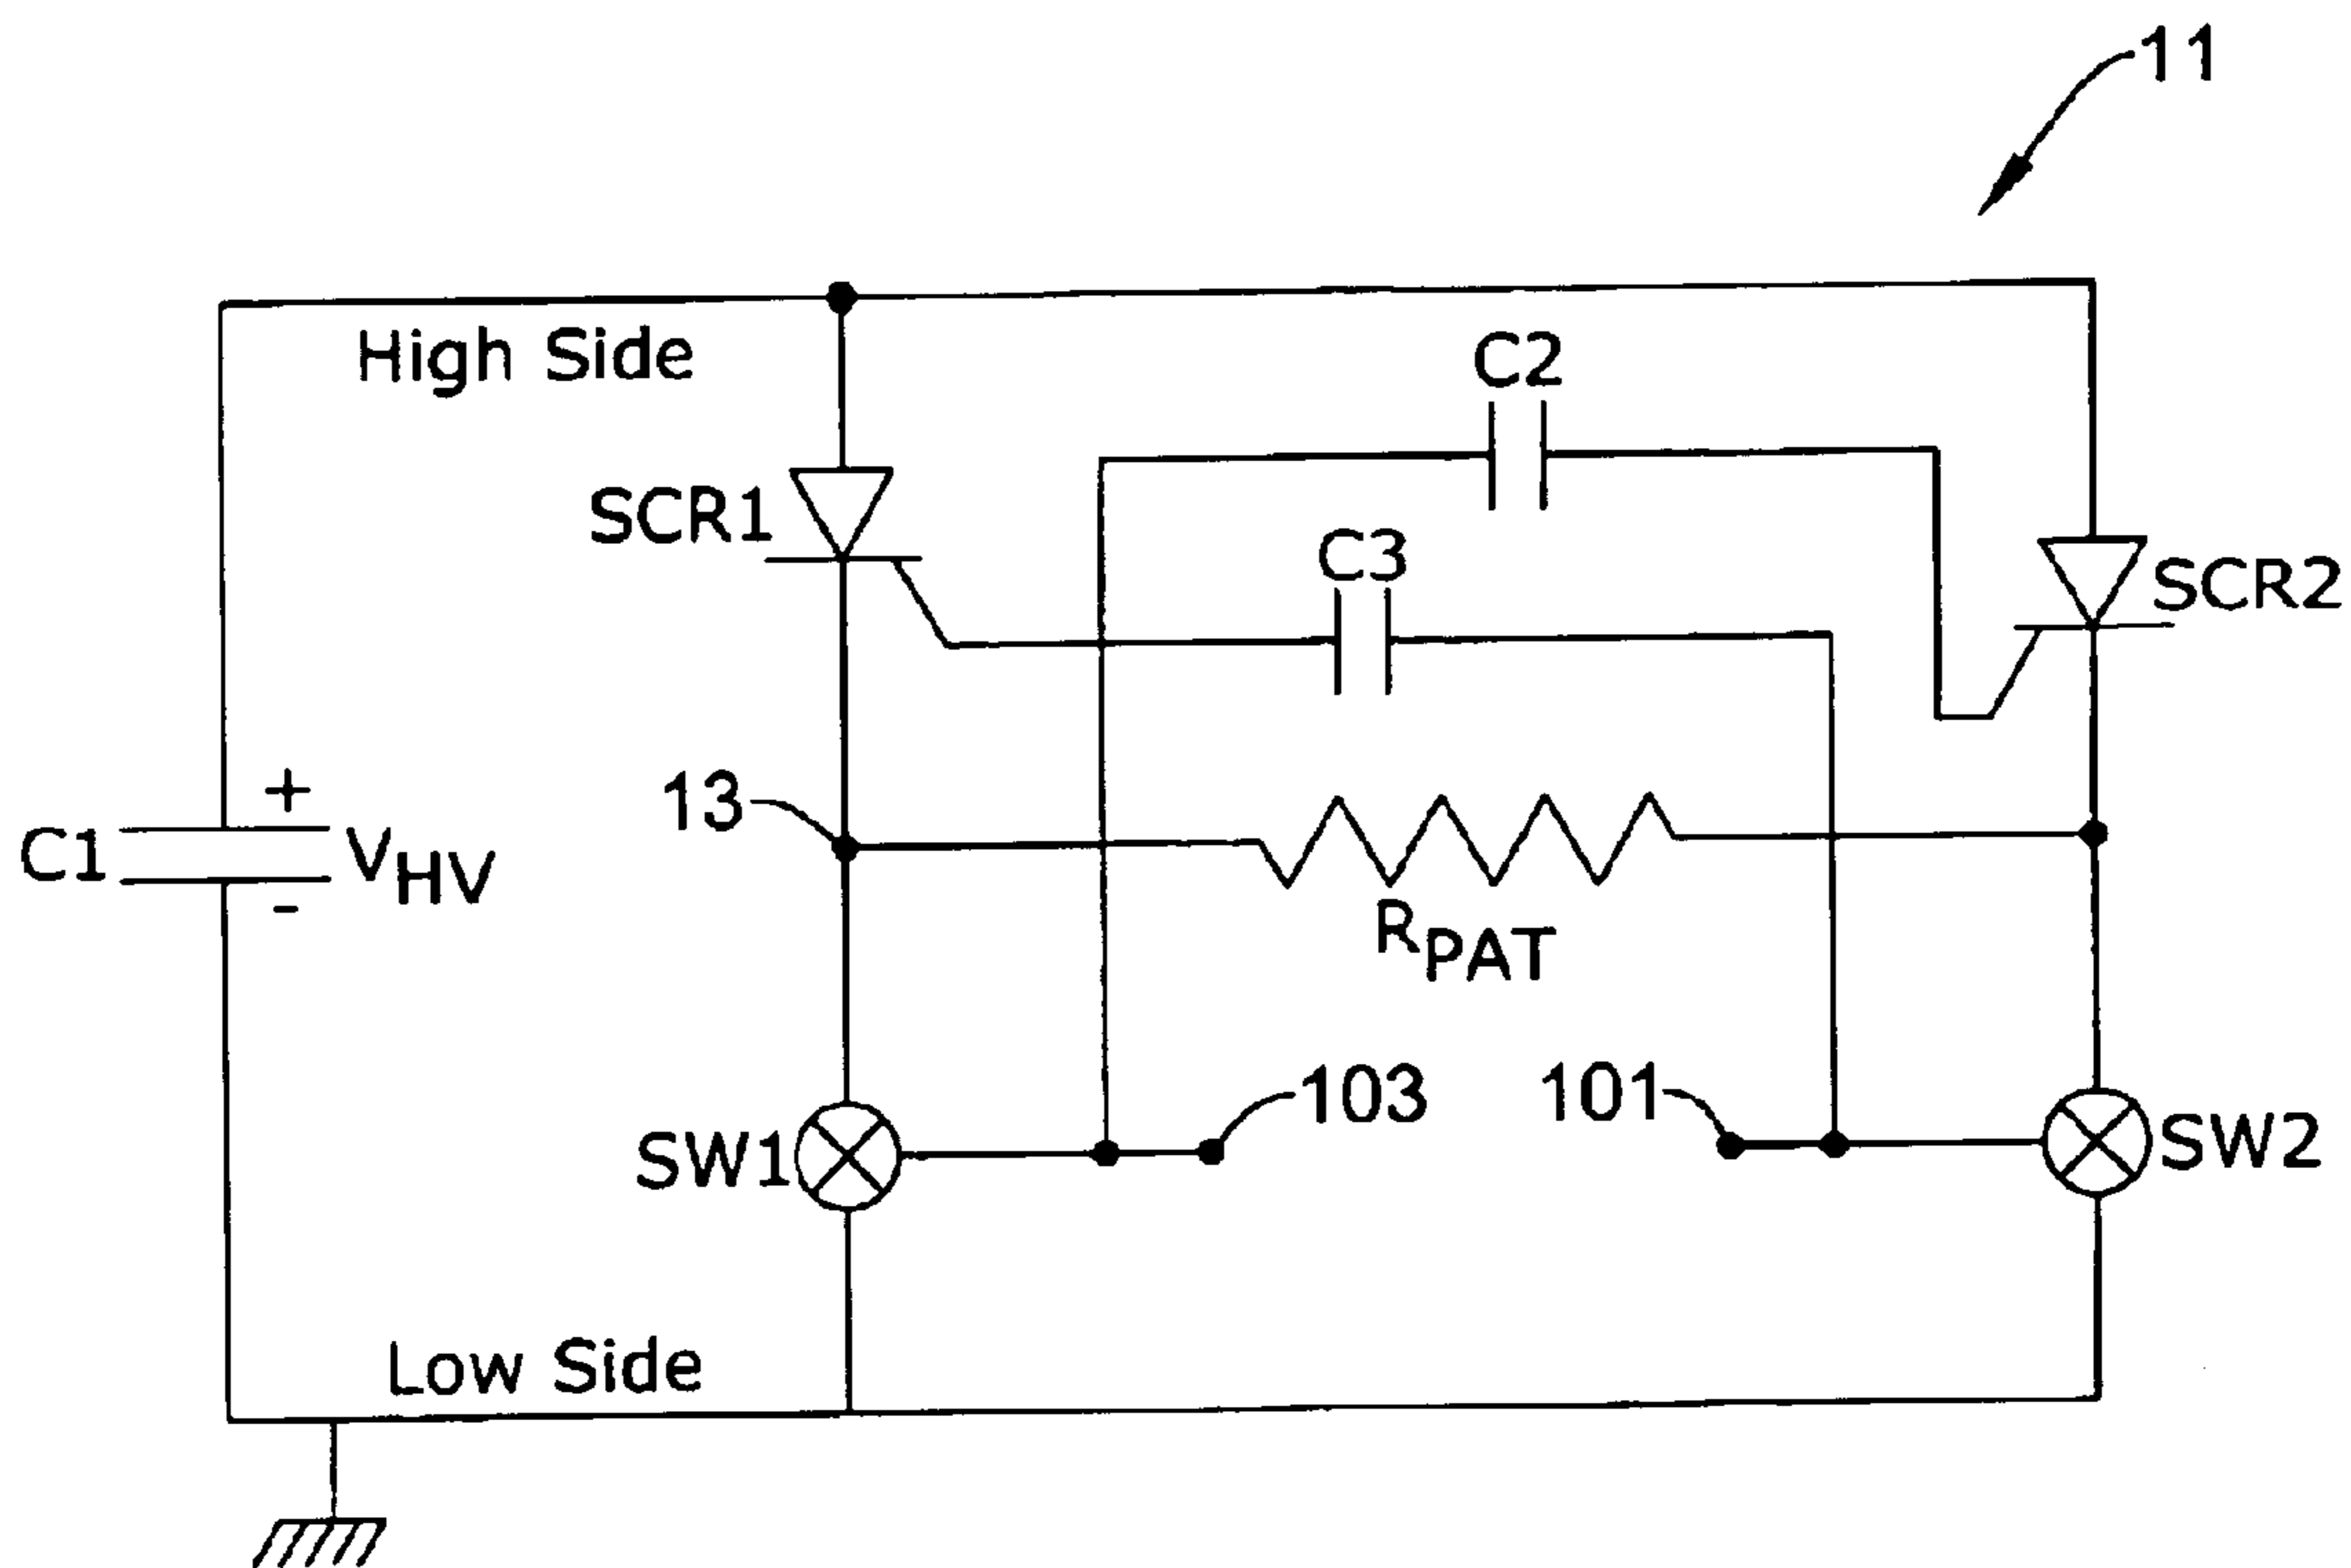 11
High Side
C2
SCR1
C3
SCR2
13
+
C1
VHV
-
RPAT
103
101
SW1
SW2
Low Side